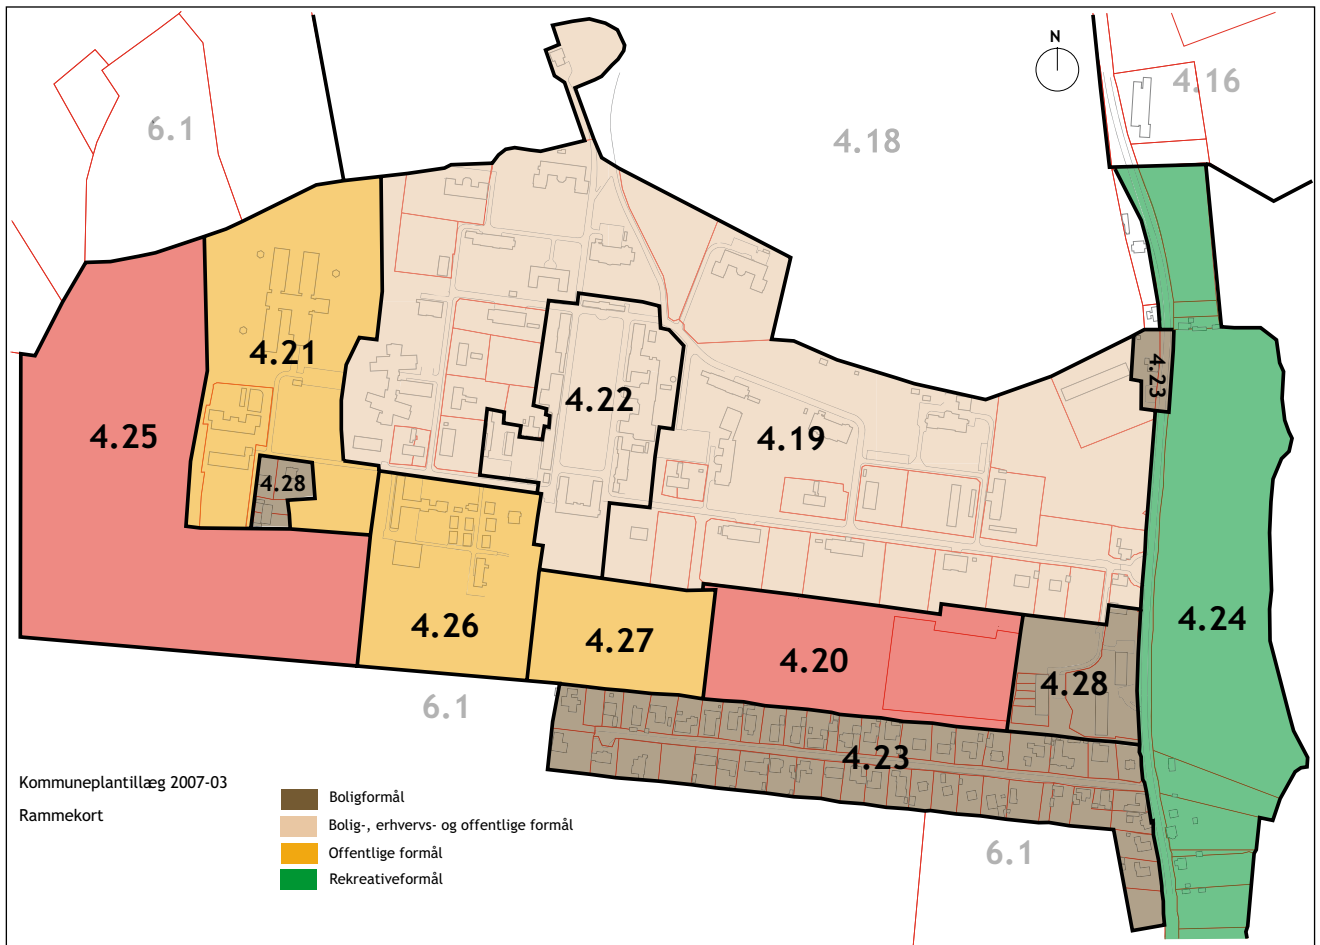 N
4.16
6.1
4.18
4.21
4.23
4.22
4.25
4.19
4.28
4.24
4.26
4.27
4.20
4.28
6.1
4.23
Kommuneplantillæg 2007-03
Rammekort
Boligformål
Bolig-, erhvervs- og offentlige formål
Offentlige formål
Rekreativeformål
6.1